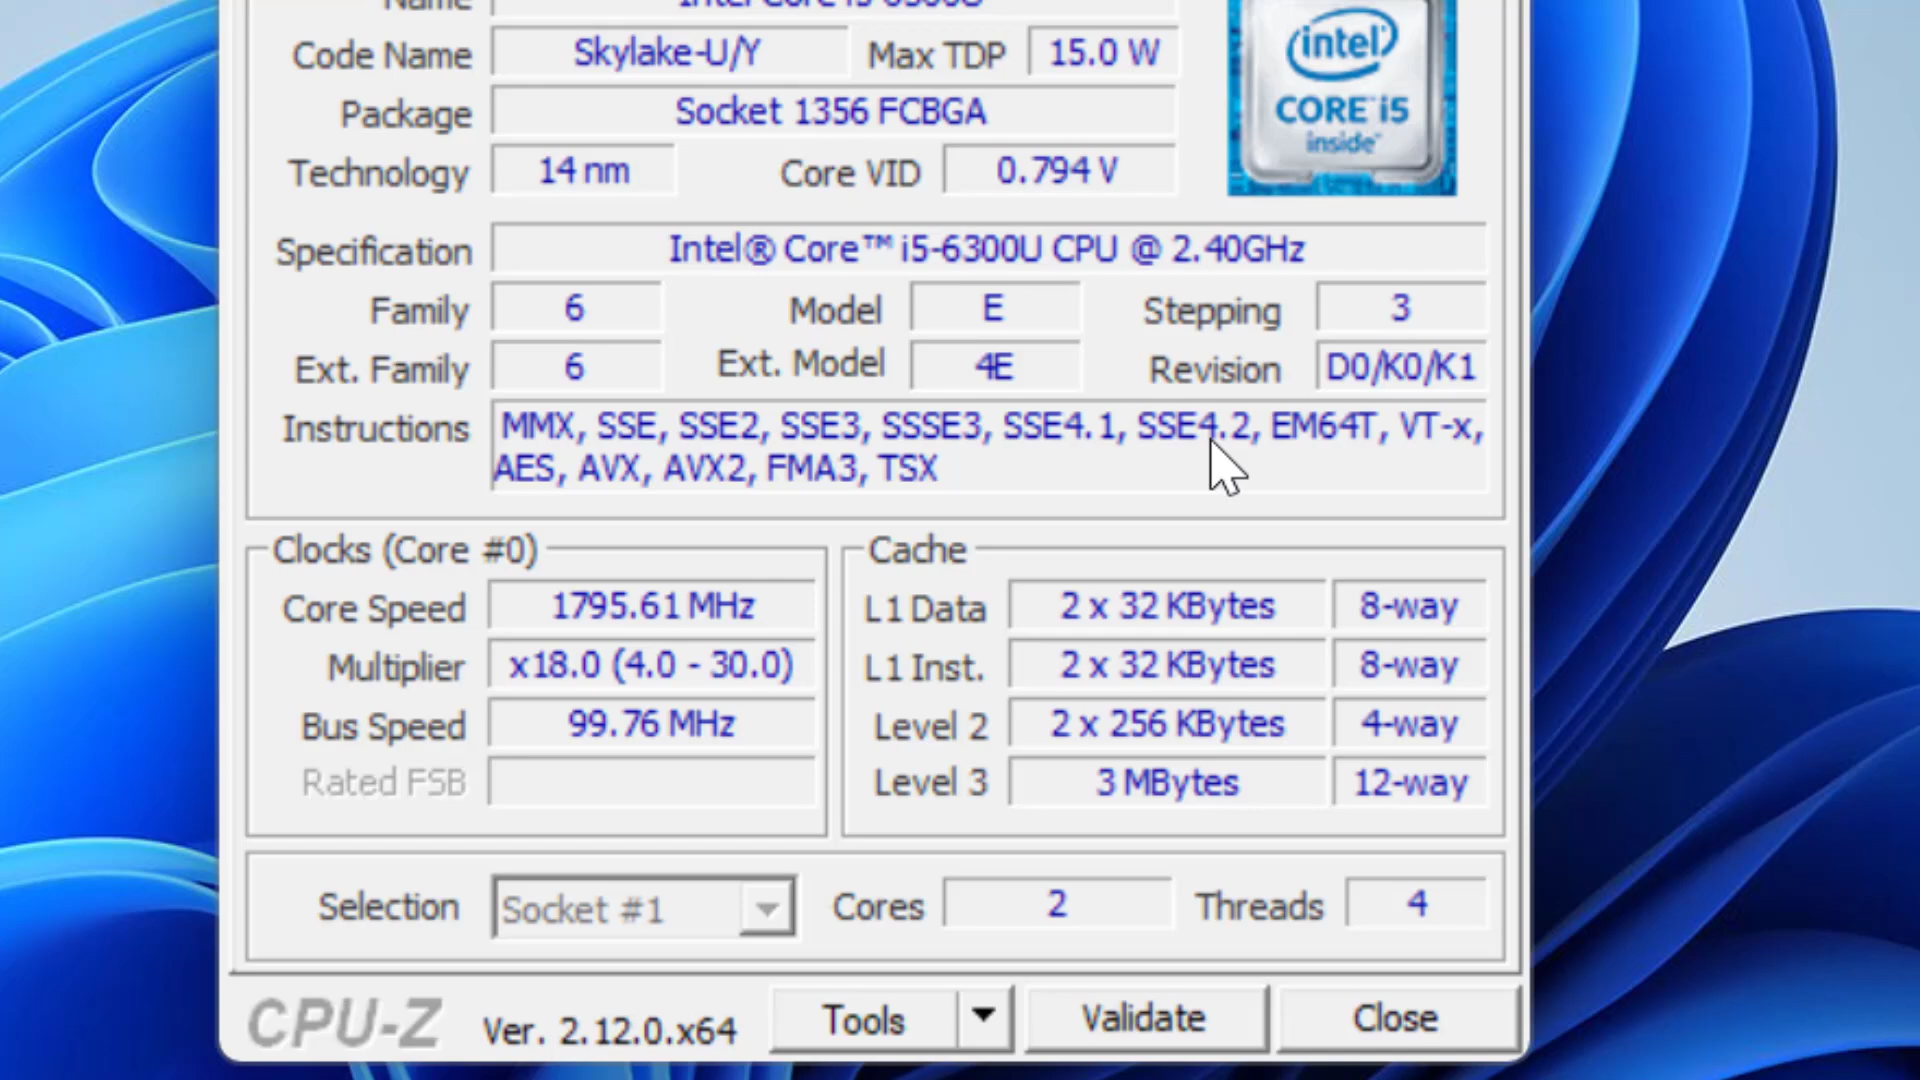 Name Intel Core i5 6300U
Code Name Skylake-U/Y Max TDP 15.0 W
Package Socket 1356 FCBGA
Technology 14 nm Core VID 0.794 V
intel
CORE i5
inside™
Specification Intel® Core™ i5-6300U CPU @ 2.40GHz
Family 6 Model E Stepping 3
Ext. Family 6 Ext. Model 4E Revision D0/K0/K1
Instructions MMX, SSE, SSE2, SSE3, SSSE3, SSE4.1, SSE4.2, EM64T, VT-x,
AES, AVX, AVX2, FMA3, TSX
Clocks (Core #0) Cache
Core Speed 1795.61 MHz L1 Data 2 x 32 KBytes 8-way
Multiplier x18.0 (4.0 - 30.0) L1 Inst. 2 x 32 KBytes 8-way
Bus Speed 99.76 MHz Level 2 2 x 256 KBytes 4-way
Rated FSB Level 3 3 MBytes 12-way
Selection Socket #1 Cores 2 Threads 4
CPU-Z Ver. 2.12.0.x64 Tools Validate Close